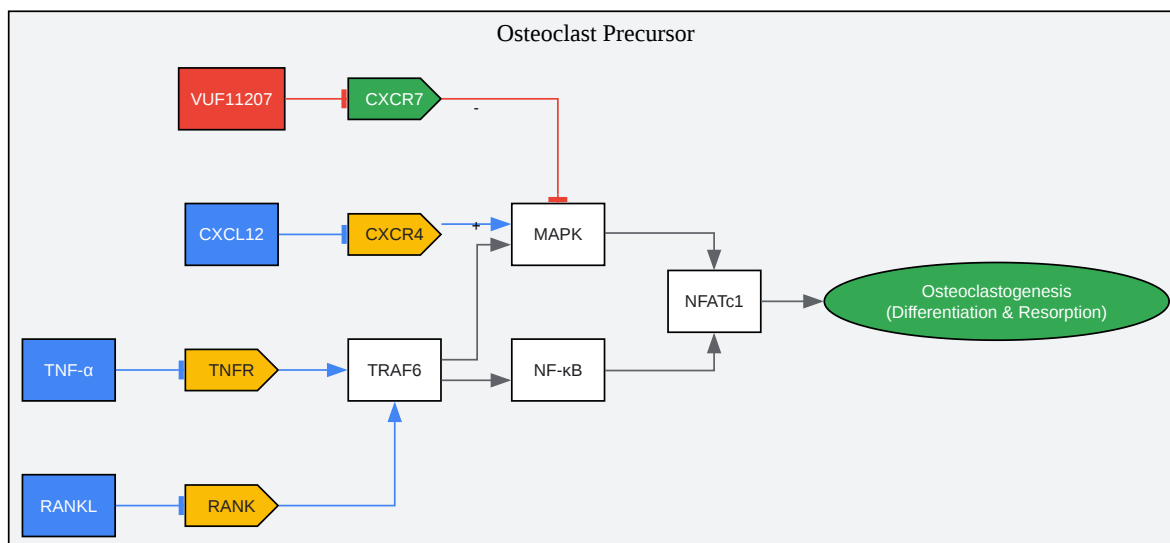 Osteoclast Precursor
VUF11207
CXCR7
-
CXCL12
CXCR4
+
MAPK
NFATc1
Osteoclastogenesis
(Differentiation & Resorption)
TNF-α
TNFR
TRAF6
NF-κB
RANKL
RANK